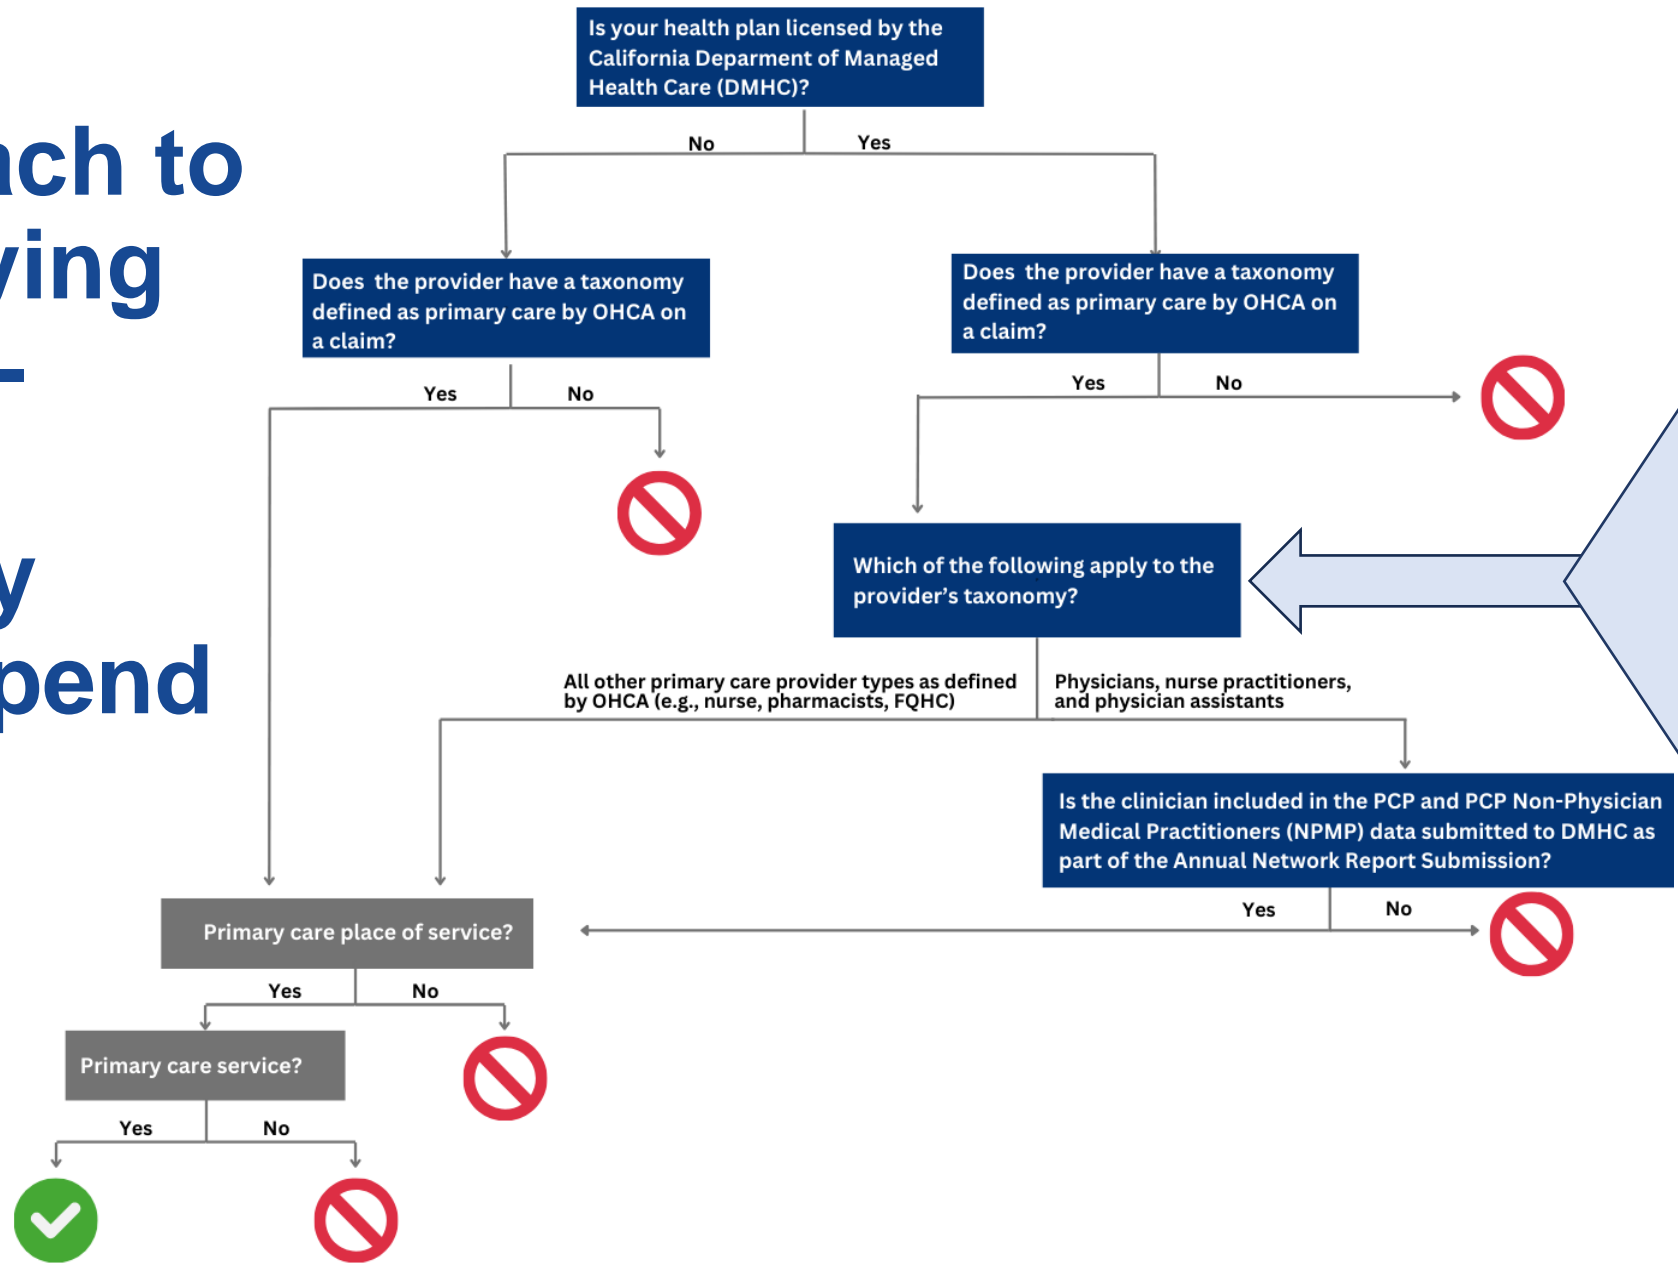 Is your health plan licensed by the
California Deparment of Managed
Health Care (DMHC)?
No
Yes
Does  the provider have a taxonomy
defined as primary care by OHCA on
a claim?
Yes
No
Does  the provider have a taxonomy
defined as primary care by OHCA on
a claim?
Yes
No
Which of the following apply to the
provider’s taxonomy?
All other primary care provider types as defined
by OHCA (e.g., nurse, pharmacists, FQHC)
Physicians, nurse practitioners,
and physician assistants
Is the clinician included in the PCP and PCP Non-Physician
Medical Practitioners (NPMP) data submitted to DMHC as
part of the Annual Network Report Submission?
Yes
No
Primary care place of service?
Yes
No
Primary care service?
Yes
No
to